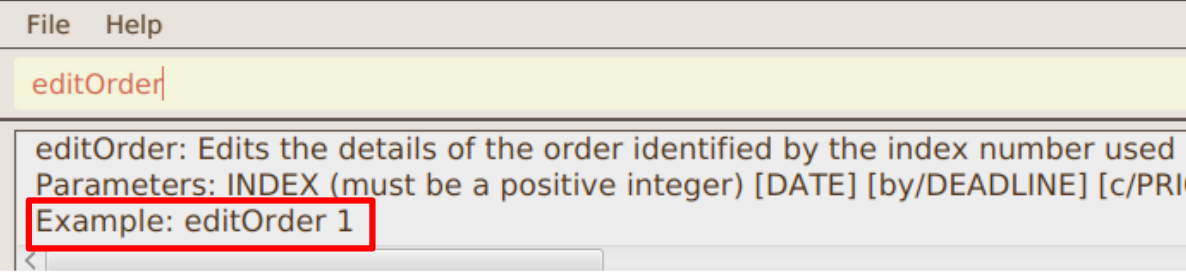 File Help
editOrder
editOrder: Edits the details of the order identified by the index number used
Parameters: INDEX (must be a positive integer) [DATE] [by/DEADLINE] [c/PRI
Example: editOrder 1